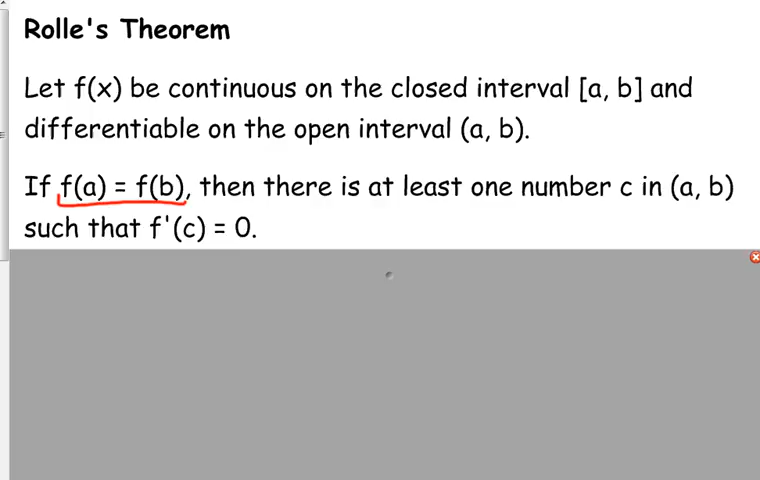 Rolle's Theorem
Let f(x) be continuous on the closed interval [a, b] and
differentiable on the open interval (a, b).
If f(a) = f(b), then there is at least one number c in (a, b)
such that f'(c) = 0.